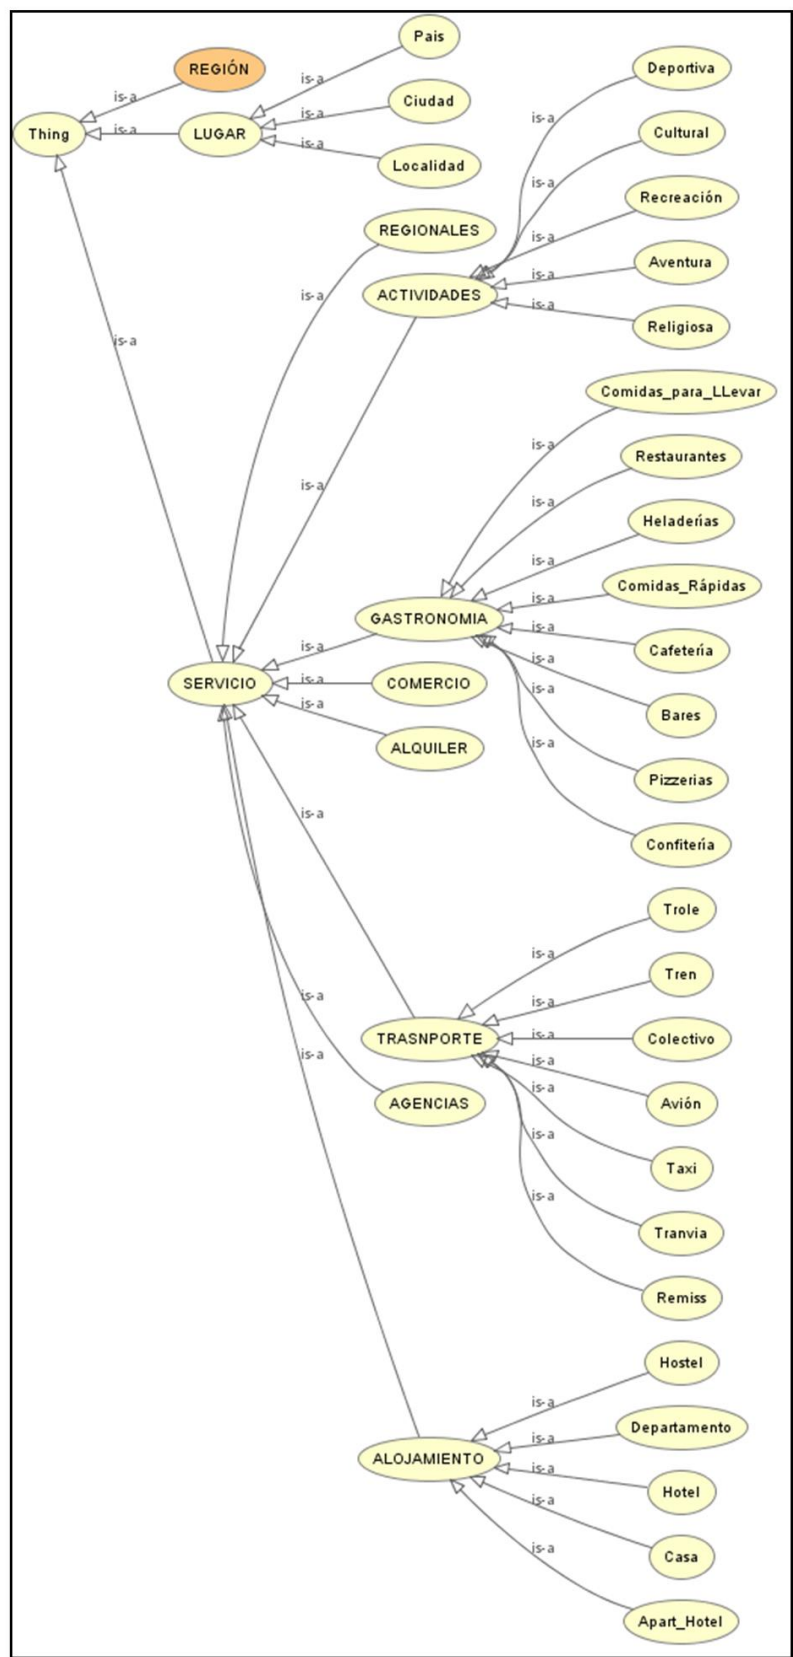 Pais
REGIÓN
Deportiva
is-a
is-a
Ciudad
is-a
is-a
Thing
is-a
LUGAR
is-a
Cultural
Localidad
is-a
Recreación
REGIONALES
is-a
Aventura
is-a
is-a
ACTIVIDADES
is-a
Religiosa
is-a
Comidas_para_LLevar
is-a
Restaurantes
is-a
is-a
Heladerías
is-a
Comidas_Rápidas
is-a
GASTRONOMIA
is-a
is-a
Cafetería
is-a
SERVICIO
is-a
COMERCIO
is-a
is-a
Bares
ALQUILER
is-a
Pizzerias
is-a
Confitería
Trole
is-a
Tren
is-a
is-a
TRASNPORTE
is-a
Colectivo
is-a
is-a
AGENCIAS
Avión
is-a
is-a
Taxi
is-a
Tranvia
Remiss
Hostel
is-a
Departamento
is-a
ALOJAMIENTO
is-a
Hotel
is-a
Casa
is-a
Apart_Hotel